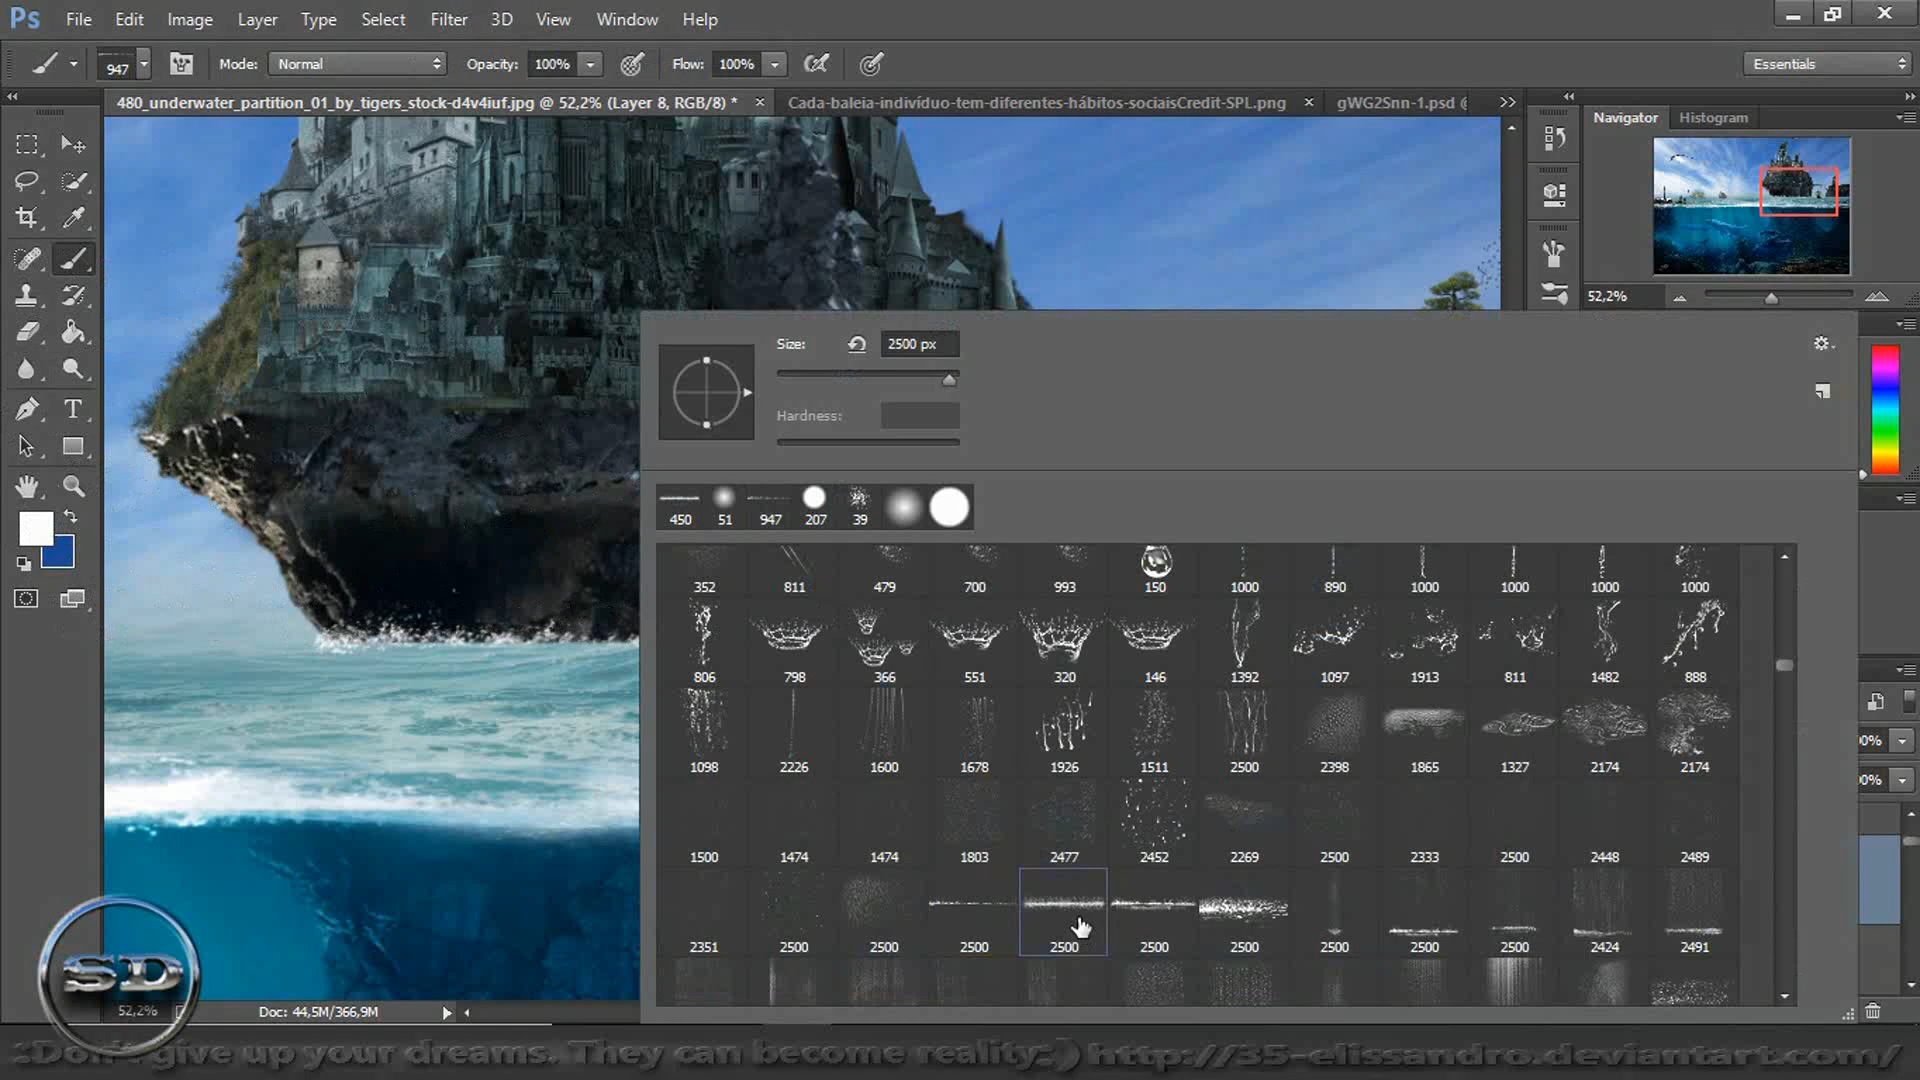 Ps File Edit Image Layer Type Select Filter 3D View Window Help
947 Mode: Normal Opacity: 100% Flow: 100% Essentials
480_underwater_partition_01_by_tigers_stock-d4v4iuf.jpg @ 52,2% (Layer 8, RGB/8) * Cada-baleia-indivíduo-tem-diferentes-hábitos-sociaisCredit-SPL.png gWG2Snn-1.psd
Navigator Histogram
52,2%
Size: 2500 px
Hardness:
450 51 947 207 39
352 811 479 700 993 150 1000 890 1000 1000 1000 1000
806 798 366 551 320 146 1392 1097 1913 811 1482 888
1098 2226 1600 1678 1926 1511 2500 2398 1865 1327 2174 2174
1500 1474 1474 1803 2477 2452 2269 2500 2333 2500 2448 2489
2351 2500 2500 2500 2500 2500 2500 2500 2500 2500 2424 2491
T
0%
0%
SD
52,2% Doc: 44,5M/366,9M
:Don't give up your dreams. They can become reality:) http://35-elissandro.deviantart.com/